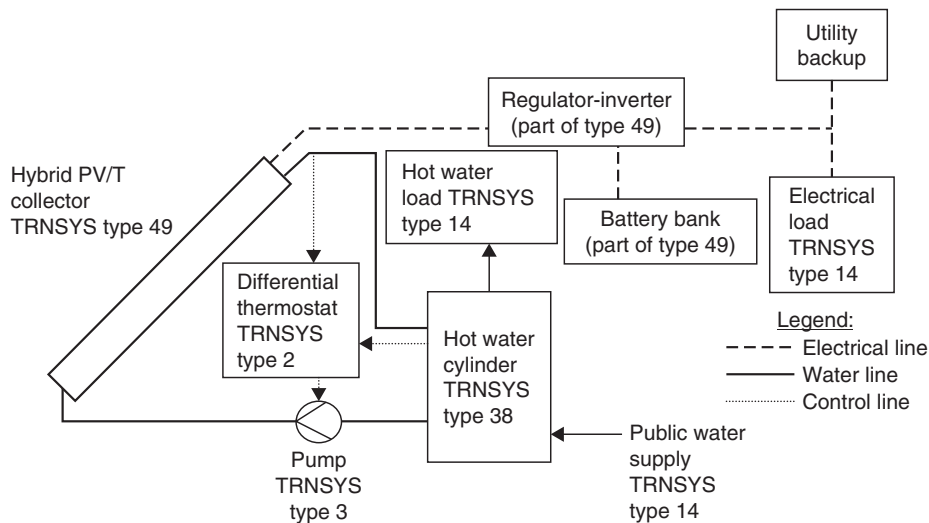 Utility
backup
Regulator-inverter
(part of type 49)
Hybrid PV/T
collector
TRNSYS type 49
Hot water
load TRNSYS
type 14
Battery bank
(part of type 49)
Electrical
load
TRNSYS
type 14
Differential
thermostat
TRNSYS
type 2
Hot water
cylinder
TRNSYS
type 38
Legend:
Electrical line
Water line
Control line
Pump
TRNSYS
type 3
Public water
supply
TRNSYS
type 14